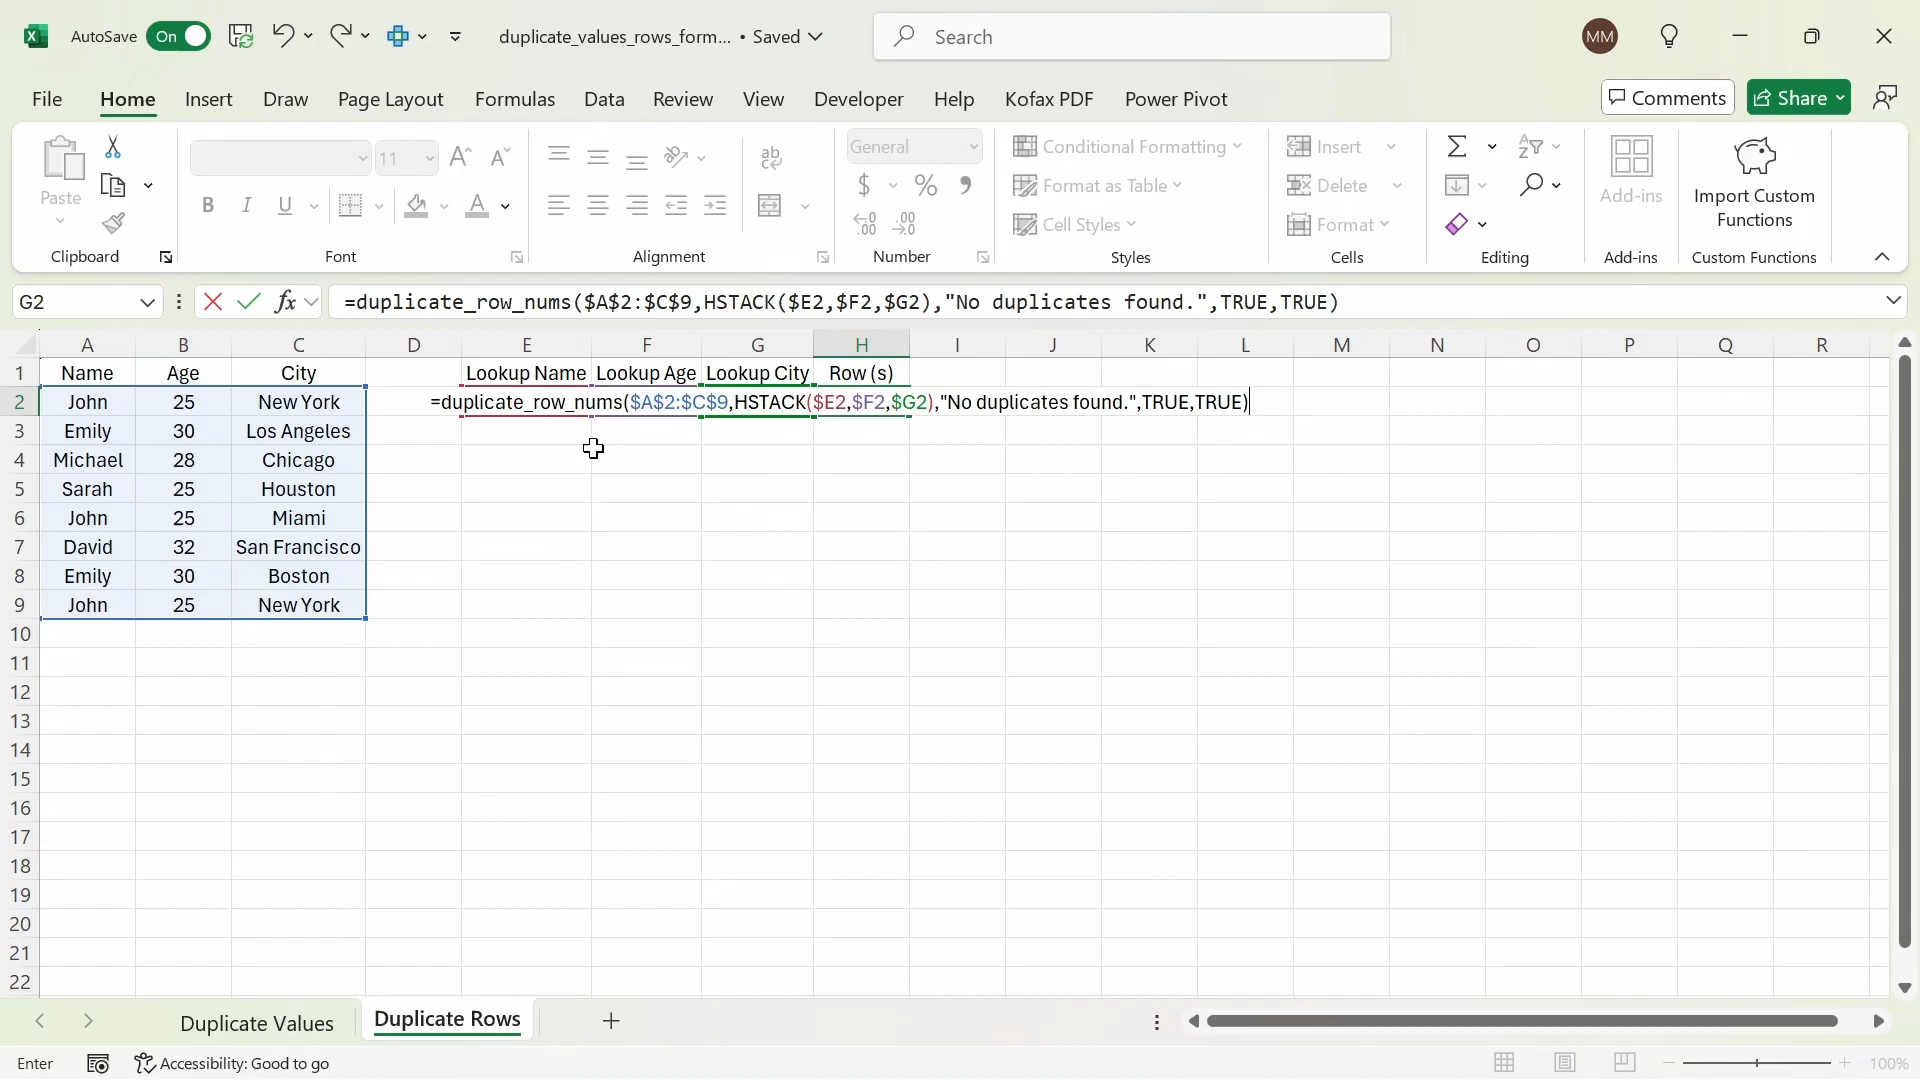 AutoSave On duplicate_values_rows_form... • Saved Search MM
File Home Insert Draw Page Layout Formulas Data Review View Developer Help Kofax PDF Power Pivot Comments Share
Paste 11 A A ab General Conditional Formatting Insert Σ Add-ins Import Custom Functions
B I U A $ % 9 Format as Table Delete
Cell Styles Format
Clipboard Font Alignment Number Styles Cells Editing Add-ins Custom Functions
G2 fx =duplicate_row_nums($A$2:$C$9,HSTACK($E2,$F2,$G2),"No duplicates found.",TRUE,TRUE)
A B C D E F G H I J K L M N O P Q R
1 Name Age City Lookup Name Lookup Age Lookup City Row (s)
2 John 25 New York =duplicate_row_nums($A$2:$C$9,HSTACK($E2,$F2,$G2),"No duplicates found.",TRUE,TRUE)
3 Emily 30 Los Angeles
4 Michael 28 Chicago
5 Sarah 25 Houston
6 John 25 Miami
7 David 32 San Francisco
8 Emily 30 Boston
9 John 25 New York
10
11
12
13
14
15
16
17
18
19
20
21
22
Duplicate Values Duplicate Rows
Enter Accessibility: Good to go 100%